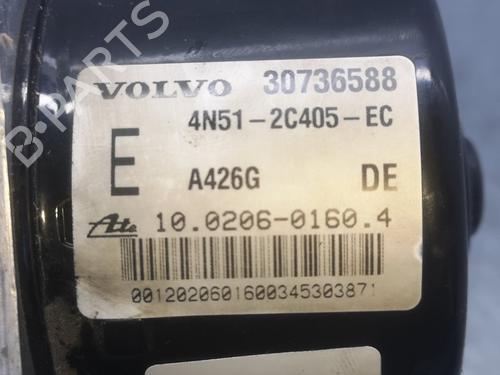 VOLVO 30736588
4N51-2C405-EC
E A426G DE
Ate 10.0206-0160.4
0012020601600345303871
B-PARTS